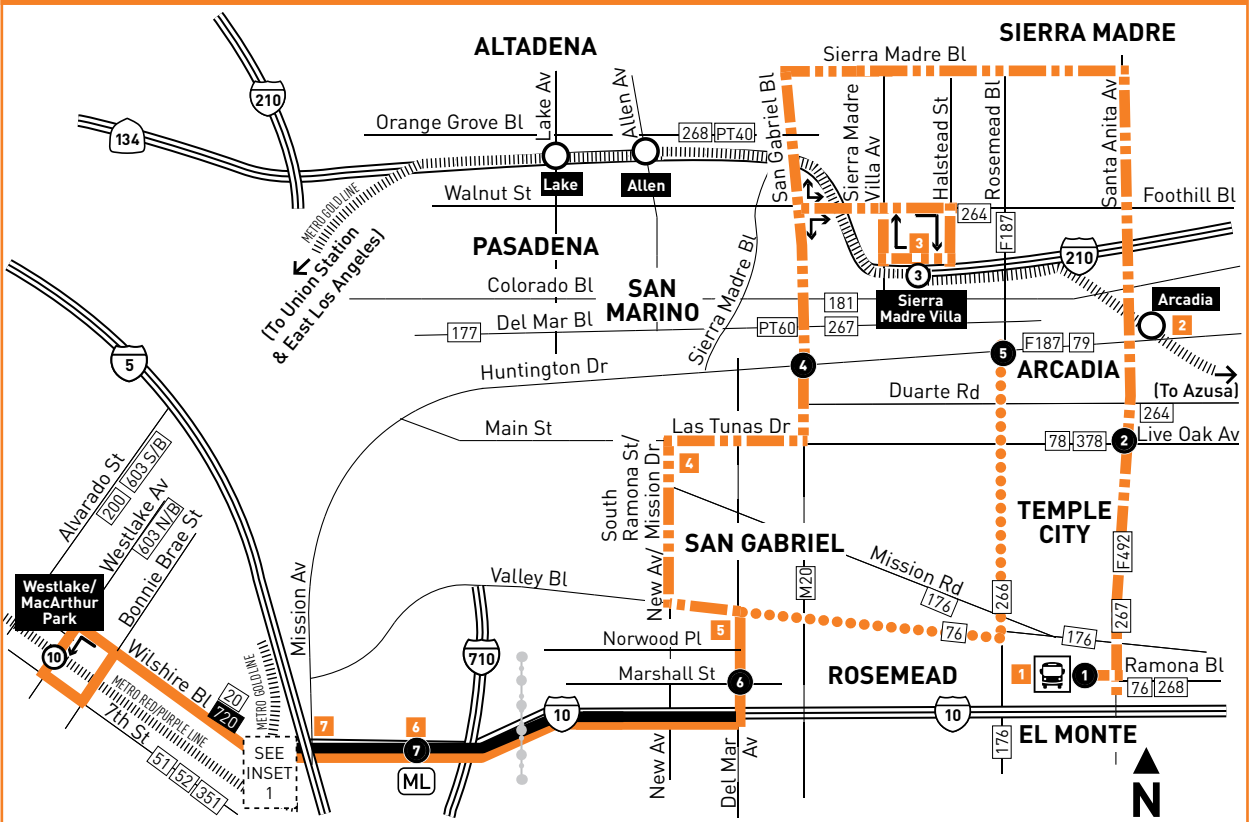 SIERRA MADRE
ALTADENA
Sierra Madre Bl
210
134
Lake Av
Allen Av
San Gabriel Bl
Sierra Madre
Villa Av
Halstead St
Rosemead Bl
Santa Anita Av
Orange Grove Bl
268
PT40
Lake
Allen
Walnut St
Foothill Bl
264
F187
METRO GOLD LINE
(To Union Station
& East Los Angeles)
PASADENA
3
3
210
Sierra Madre Bl
SAN
MARINO
Colorado Bl
181
Sierra
Madre Villa
Arcadia
2
177
Del Mar Bl
PT60
267
5
F187
79
5
4
ARCADIA
Huntington Dr
Duarte Rd
(To Azusa)
264
Main St
Las Tunas Dr
78
378
2
Live Oak Av
4
South
Ramona St/
New Av/ Mission Dr
Alvarado St
200
603 S/B
Westlake Av
603 N/B
Bonnie Brae St
TEMPLE
CITY
SAN GABRIEL
F492
Mission Rd
176
M20
Westlake/
MacArthur
Park
Mission Av
Valley Bl
266
267
5
76
176
710
Norwood Pl
10
Wilshire Bl
20
720
METRO GOLD LINE
Marshall St
6
ROSEMEAD
1
1
Ramona Bl
76
268
METRO RED/PURPLE LINE
7th St
51
52
351
7
6
7
10
10
SEE
INSET
1
ML
New Av
Del Mar
Av
176
EL MONTE
N